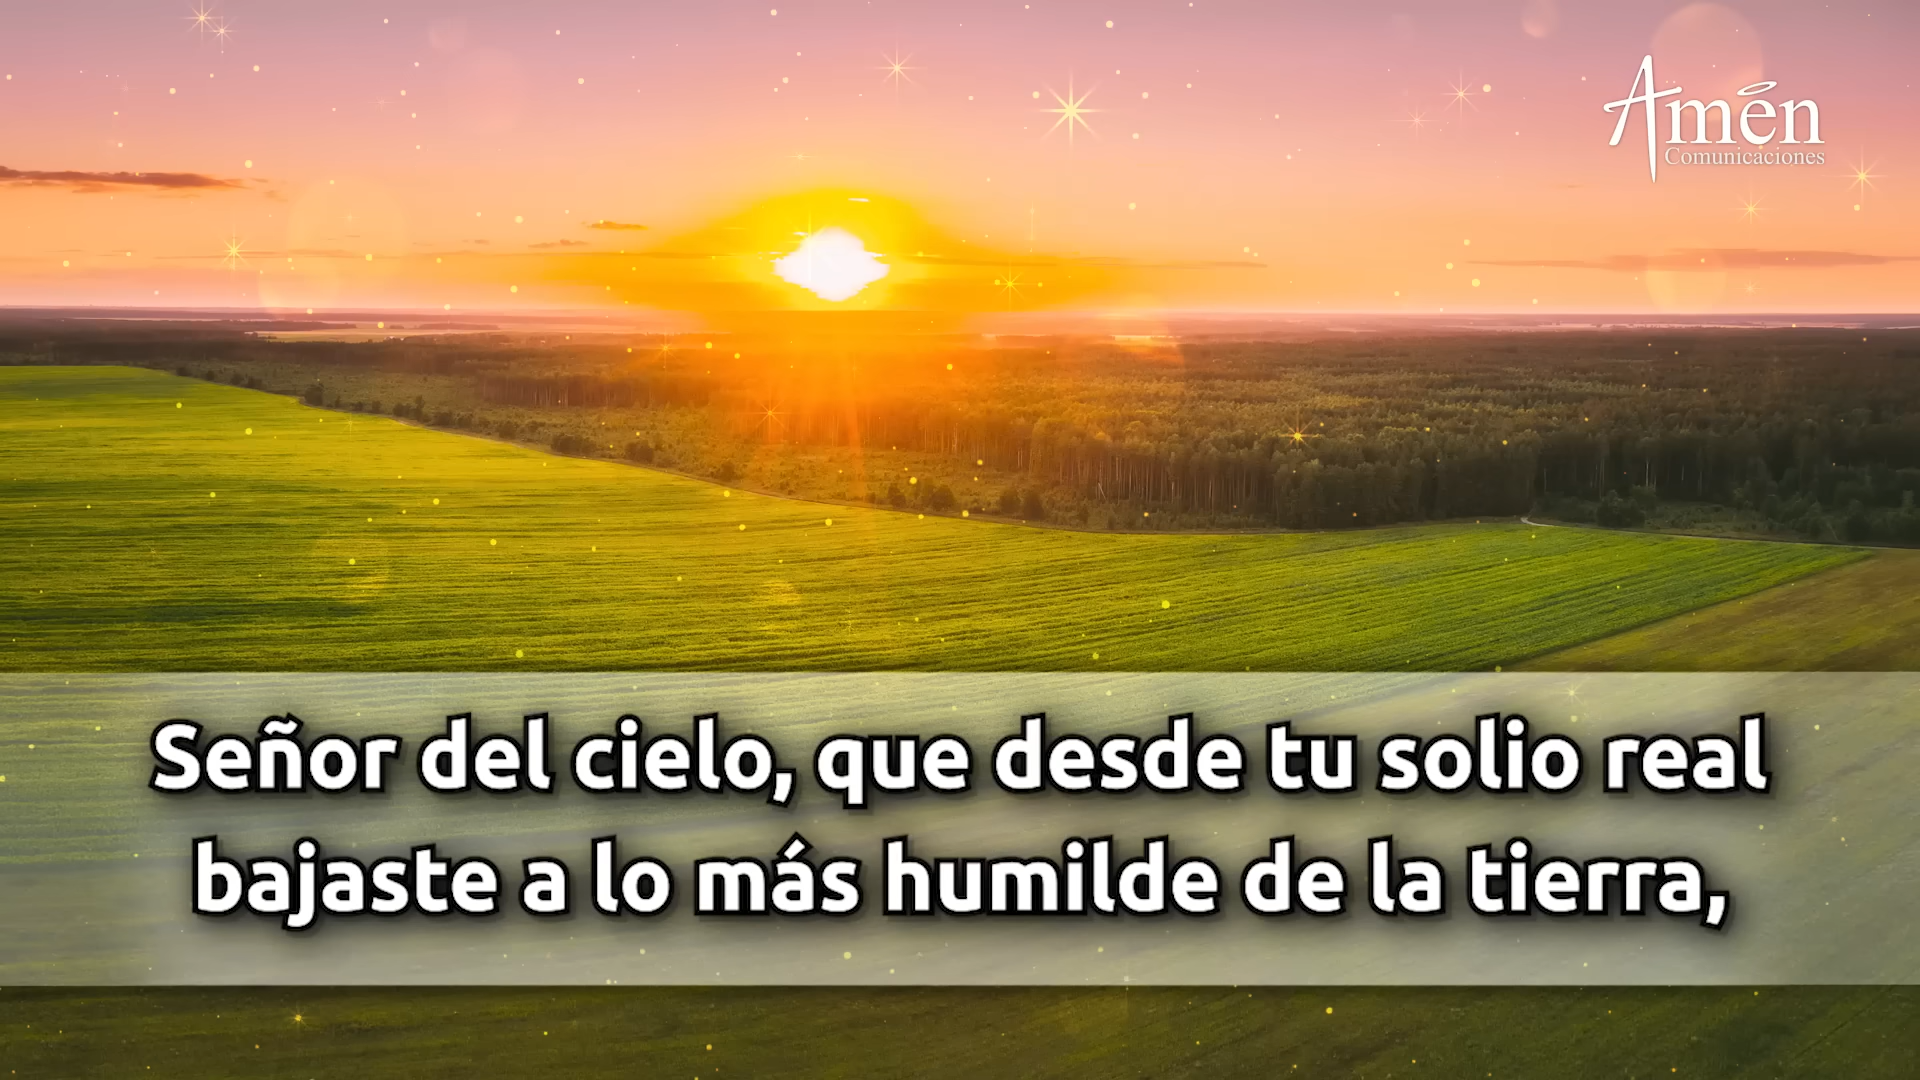 Amén
Comunicaciones
Señor del cielo, que desde tu solio real
bajaste a lo más humilde de la tierra,